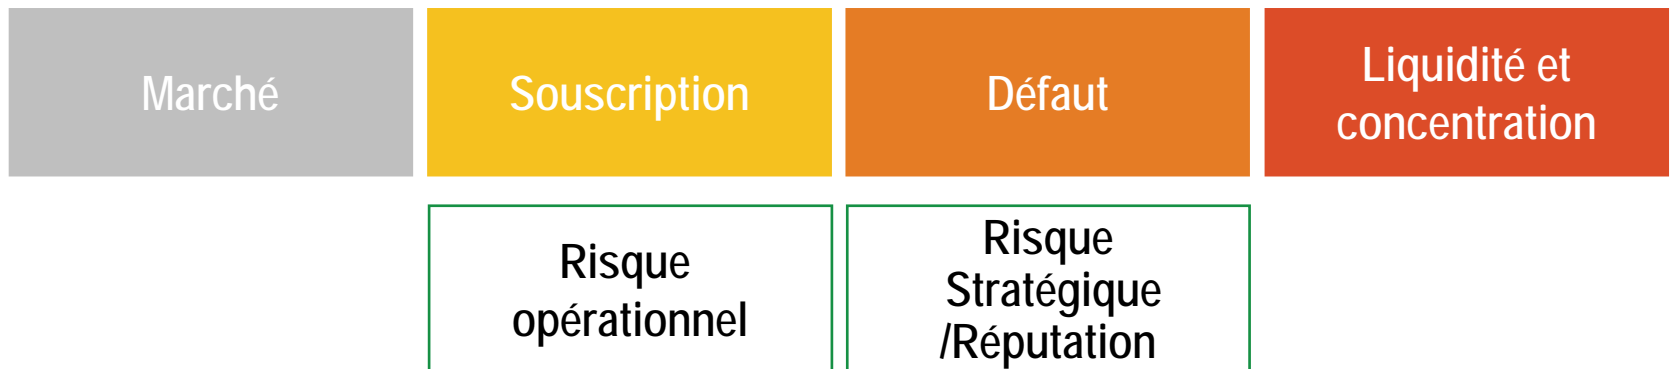 Marché
Souscription
Défaut
Liquidité et
concentration
Risque
opérationnel
Risque
Stratégique
/Réputation